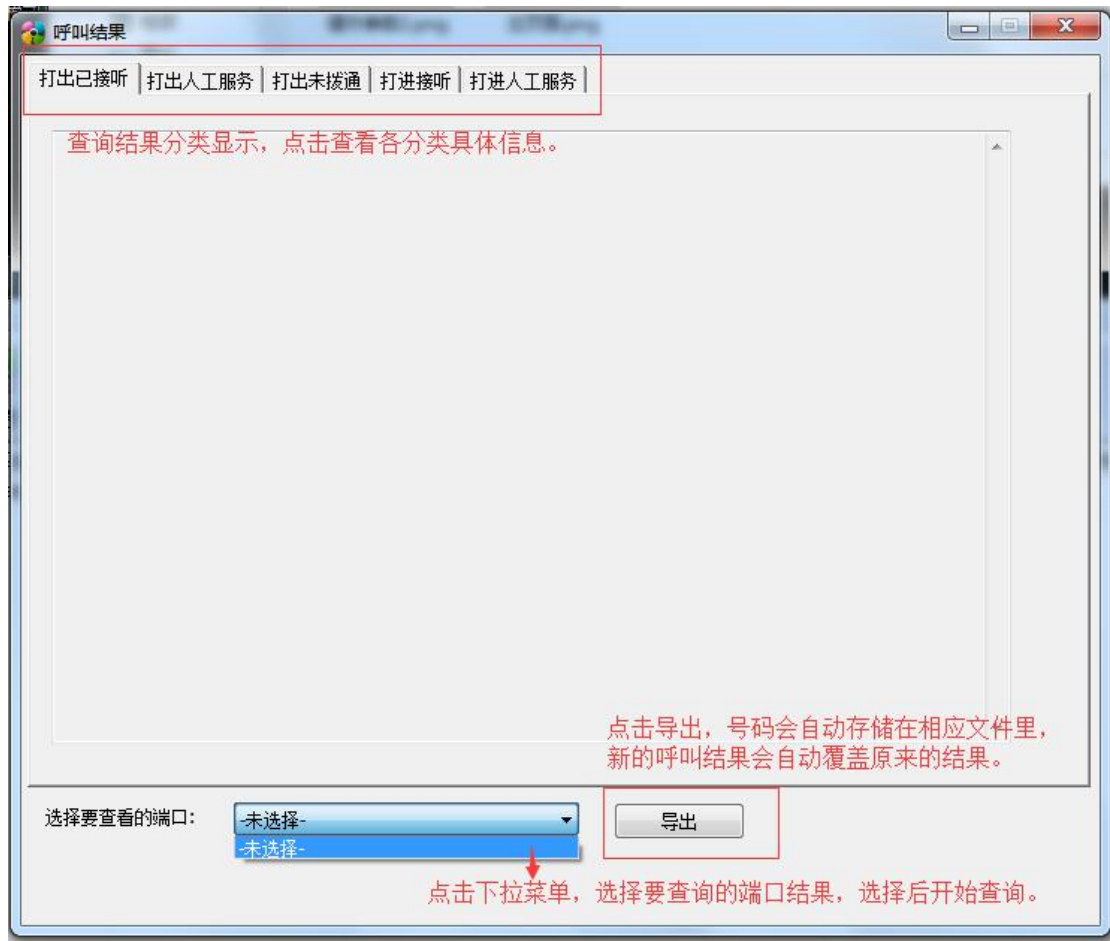 呼叫结果
打出已接听 打出人工服务 打出未拨通 打进接听 打进人工服务
查询结果分类显示，点击查看各分类具体信息。
点击导出，号码会自动存储在相应文件里，
新的呼叫结果会自动覆盖原来的结果。
选择要查看的端口：
-未选择-
导出
-未选择-
点击下拉菜单，选择要查询的端口结果，选择后开始查询。